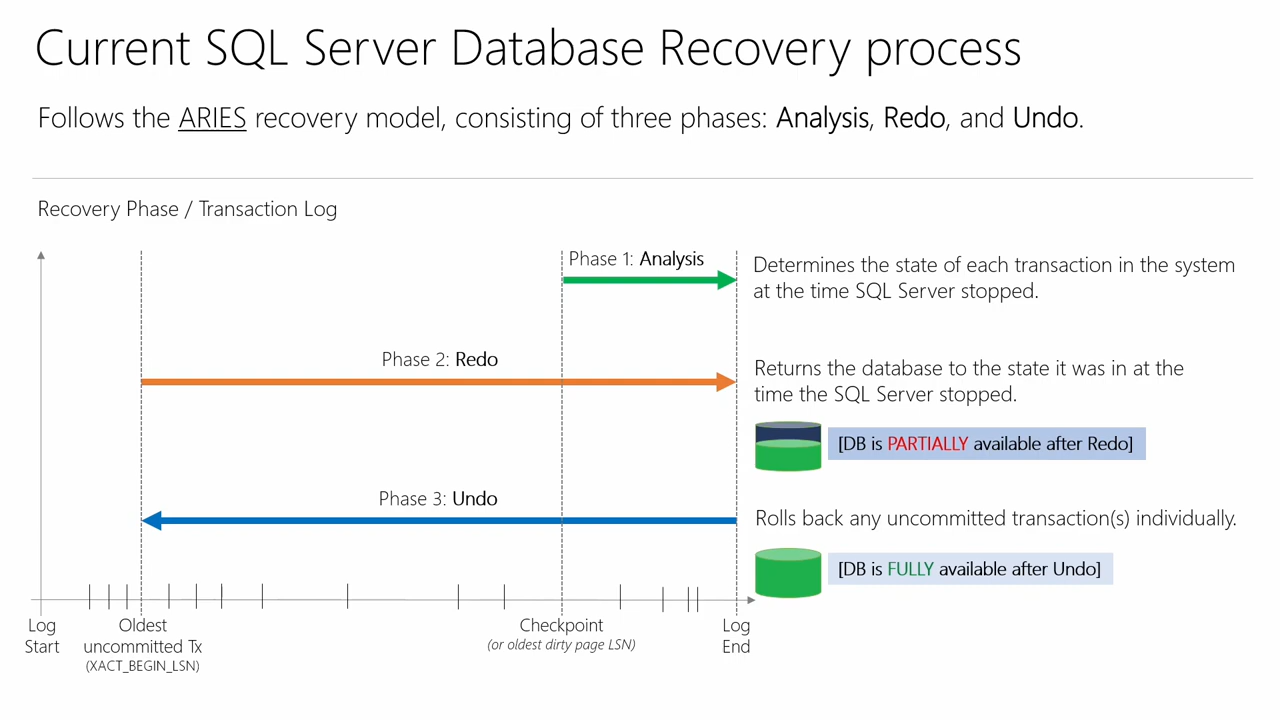 Current SQL Server Database Recovery process
Follows the ARIES recovery model, consisting of three phases: Analysis, Redo, and Undo.
Recovery Phase / Transaction Log
Phase 1: Analysis
Determines the state of each transaction in the system
at the time SQL Server stopped.
Phase 2: Redo
Returns the database to the state it was in at the
time the SQL Server stopped.
[DB is PARTIALLY available after Redo]
Phase 3: Undo
Rolls back any uncommitted transaction(s) individually.
[DB is FULLY available after Undo]
Log
Start
Oldest
uncommitted Tx
(XACT_BEGIN_LSN)
Checkpoint
(or oldest dirty page LSN)
Log
End